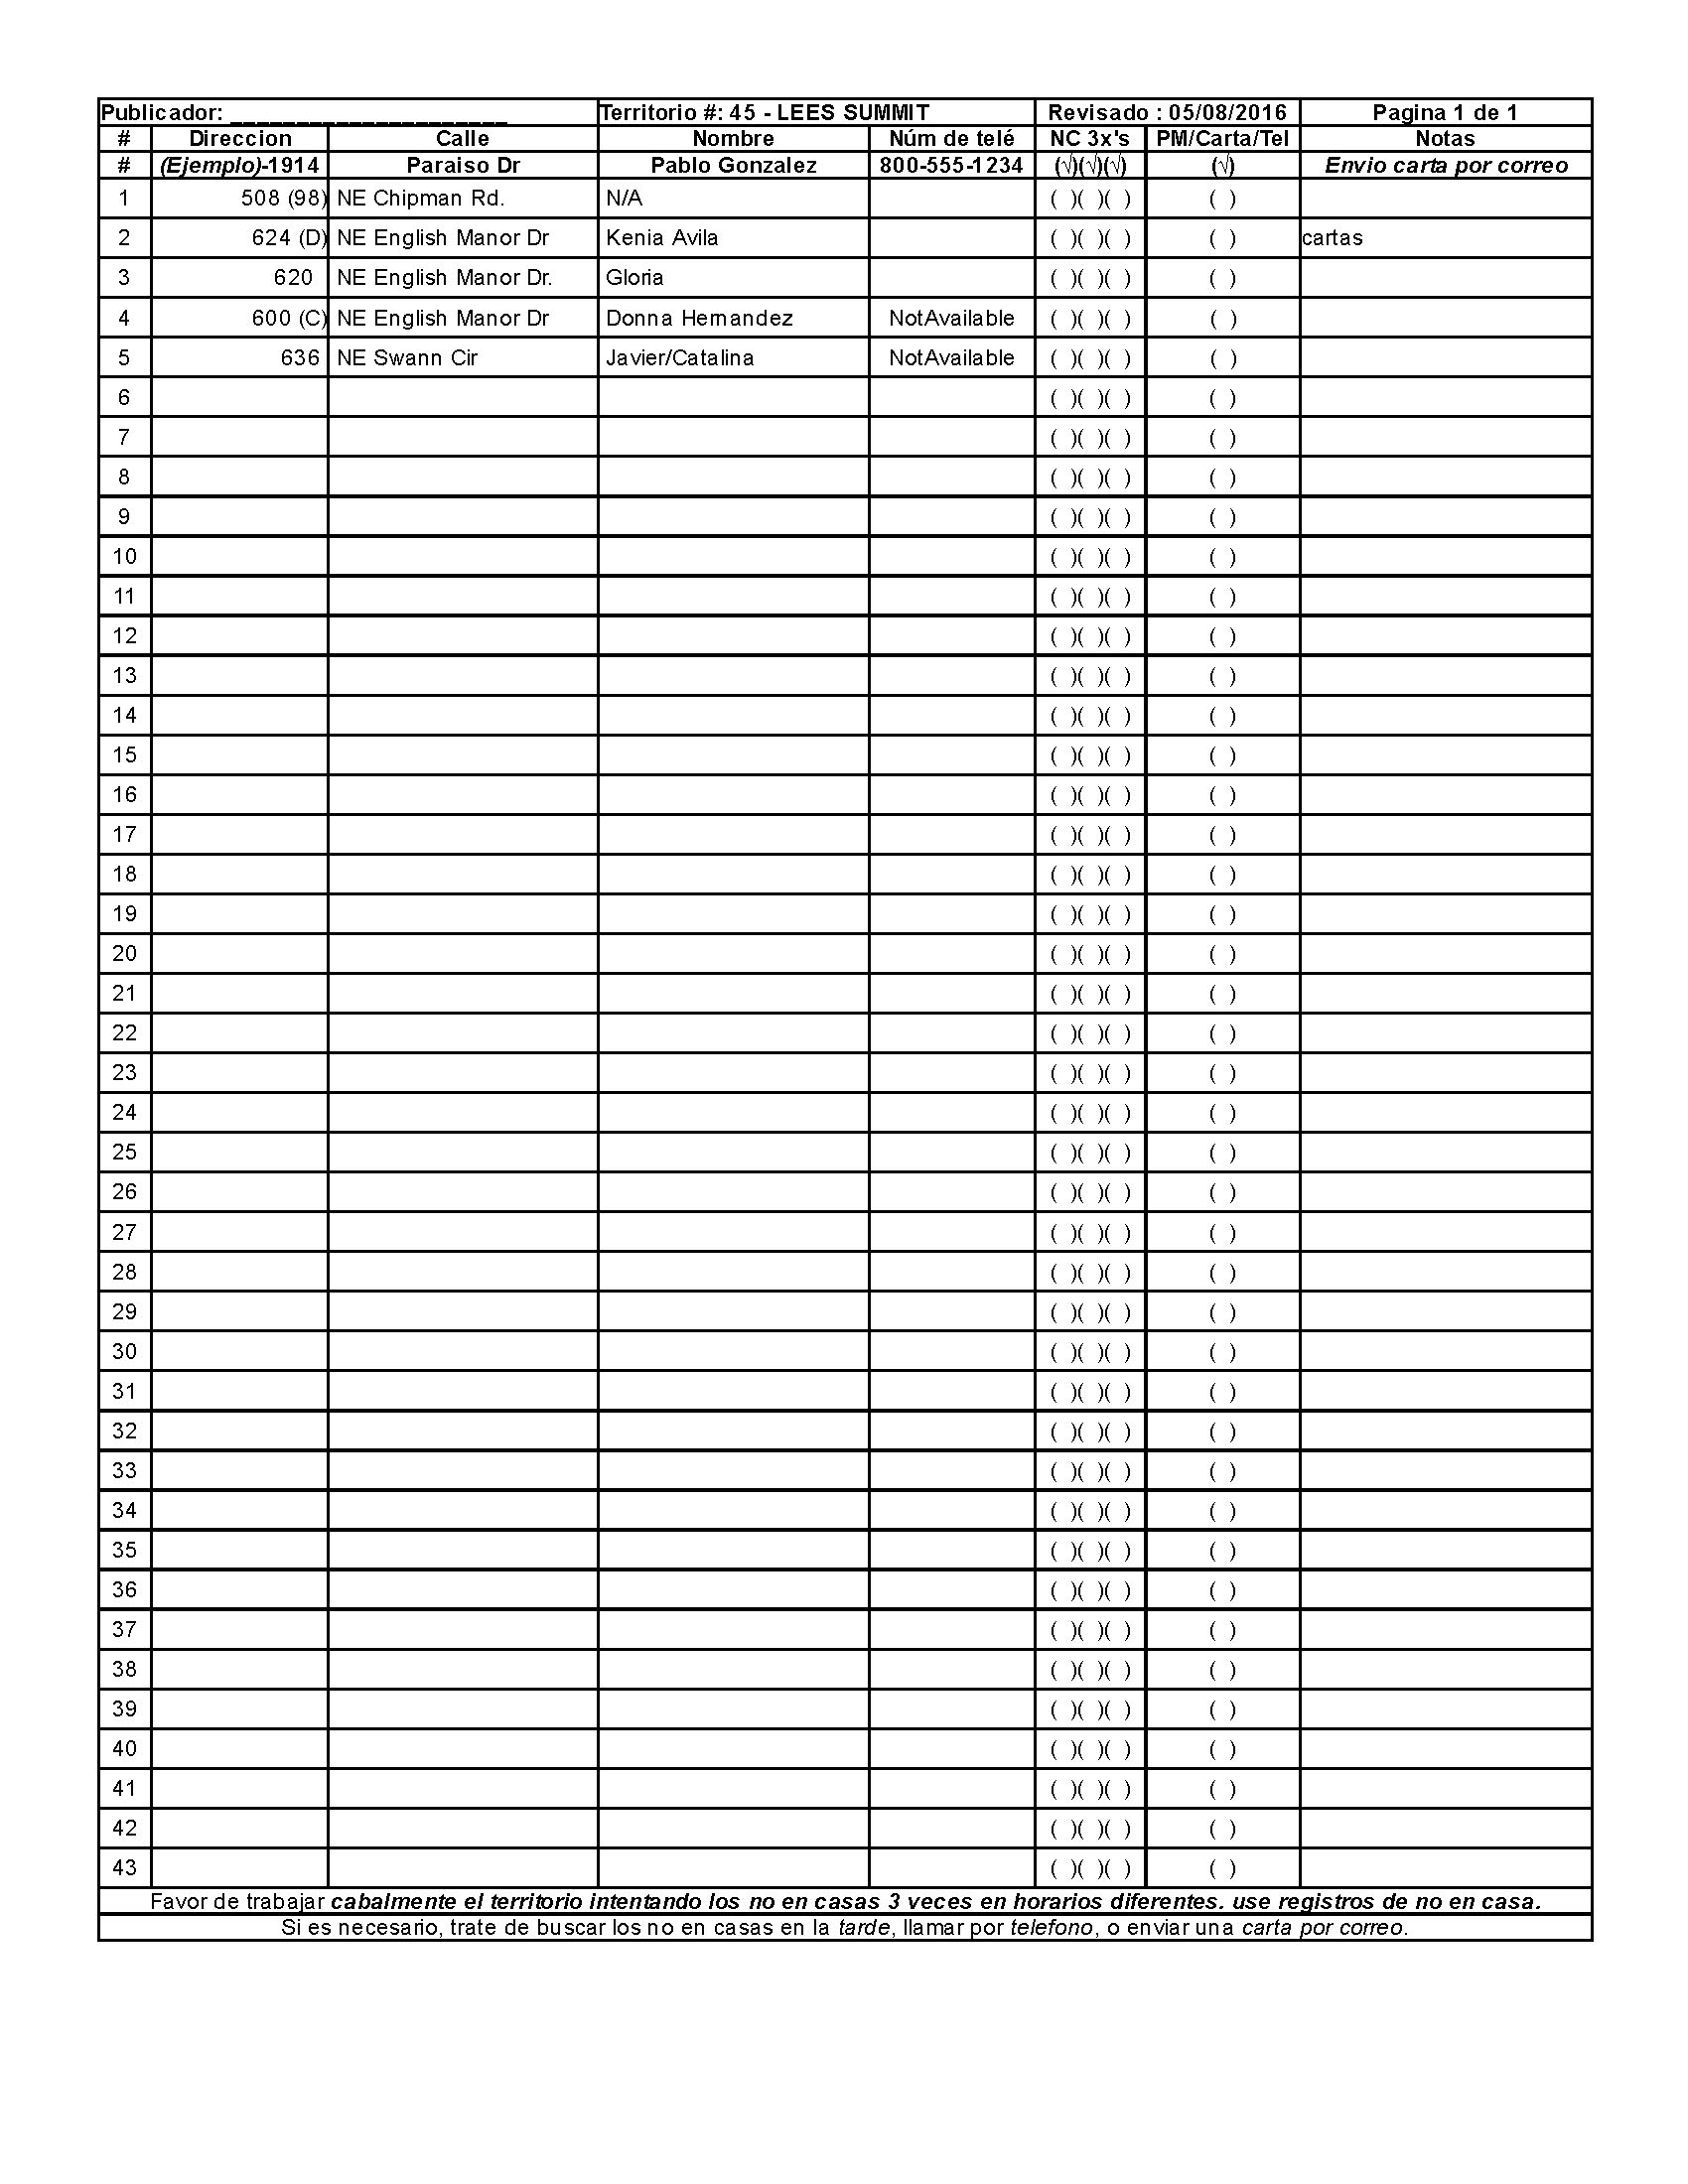 Publicador: _____________________ Territorio #: 45 - LEES SUMMIT Revisado : 05/08/2016 Pagina 1 de 1
# Direccion Calle Nombre Núm de telé NC 3x's PM/Carta/Tel Notas
# (Ejemplo)-1914 Paraiso Dr Pablo Gonzalez 800-555-1234 (√)(√)(√) (√) Envio carta por correo
1 508 (98) NE Chipman Rd. N/A ( )( )( ) ( )
2 624 (D) NE English Manor Dr Kenia Avila ( )( )( ) ( ) cartas
3 620 NE English Manor Dr. Gloria ( )( )( ) ( )
4 600 (C) NE English Manor Dr Donna Hernandez NotAvailable ( )( )( ) ( )
5 636 NE Swann Cir Javier/Catalina NotAvailable ( )( )( ) ( )
6 ( )( )( ) ( )
7 ( )( )( ) ( )
8 ( )( )( ) ( )
9 ( )( )( ) ( )
10 ( )( )( ) ( )
11 ( )( )( ) ( )
12 ( )( )( ) ( )
13 ( )( )( ) ( )
14 ( )( )( ) ( )
15 ( )( )( ) ( )
16 ( )( )( ) ( )
17 ( )( )( ) ( )
18 ( )( )( ) ( )
19 ( )( )( ) ( )
20 ( )( )( ) ( )
21 ( )( )( ) ( )
22 ( )( )( ) ( )
23 ( )( )( ) ( )
24 ( )( )( ) ( )
25 ( )( )( ) ( )
26 ( )( )( ) ( )
27 ( )( )( ) ( )
28 ( )( )( ) ( )
29 ( )( )( ) ( )
30 ( )( )( ) ( )
31 ( )( )( ) ( )
32 ( )( )( ) ( )
33 ( )( )( ) ( )
34 ( )( )( ) ( )
35 ( )( )( ) ( )
36 ( )( )( ) ( )
37 ( )( )( ) ( )
38 ( )( )( ) ( )
39 ( )( )( ) ( )
40 ( )( )( ) ( )
41 ( )( )( ) ( )
42 ( )( )( ) ( )
43 ( )( )( ) ( )
Favor de trabajar cabalmente el territorio intentando los no en casas 3 veces en horarios diferentes. use registros de no en casa.
Si es necesario, trate de buscar los no en casas en la tarde, llamar por telefono, o enviar una carta por correo.